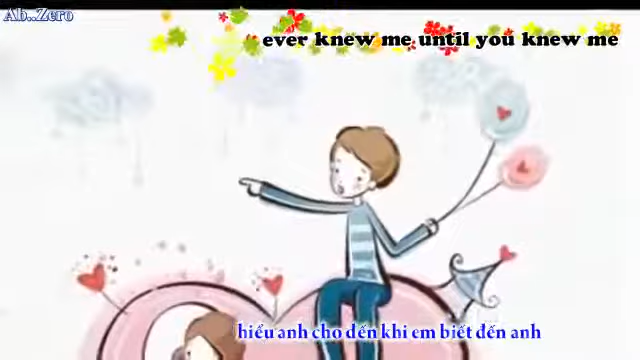 Ab..Zero
ever knew me until you knew me
hiểu anh cho đến khi em biết đến anh